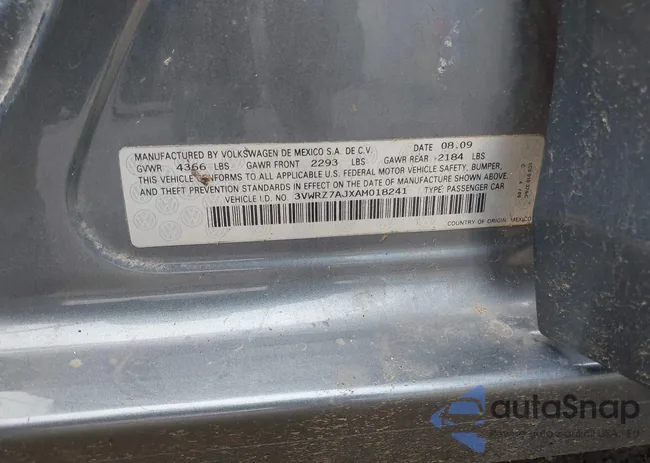 MANUFACTURED BY VOLKSWAGEN DE MEXICO S.A. DE C.V. DATE 08.09
GVWR 4366 LBS GAWR FRONT 2293 LBS GAWR REAR 2184 LBS
THIS VEHICLE CONFORMS TO ALL APPLICABLE U.S. FEDERAL MOTOR VEHICLE SAFETY, BUMPER,
AND THEFT PREVENTION STANDARDS IN EFFECT ON THE DATE OF MANUFACTURE SHOWN ABOVE.
VEHICLE I.D. NO. 3VWRZ7AJXAM018241 TYPE: PASSENGER CAR
COUNTRY OF ORIGIN: MEXICO
autoSnap